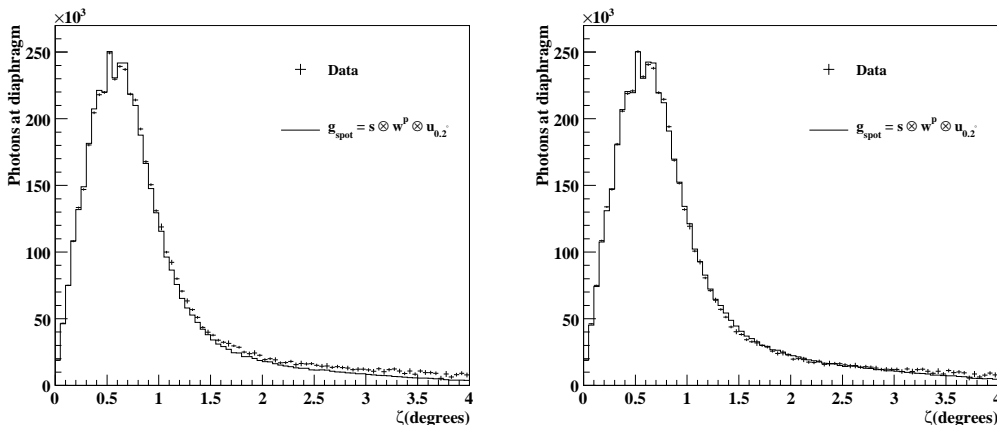 ×10³
Photons at diaphragm
250
200
150
100
50
0
0 0.5 1 1.5 2 2.5 3 3.5 4
ζ(degrees)
Data
g_spot = s ⊗ w^p ⊗ u_0.2°
×10³
Photons at diaphragm
250
200
150
100
50
0
0 0.5 1 1.5 2 2.5 3 3.5 4
ζ(degrees)
Data
g_spot = s ⊗ w^p ⊗ u_0.2°